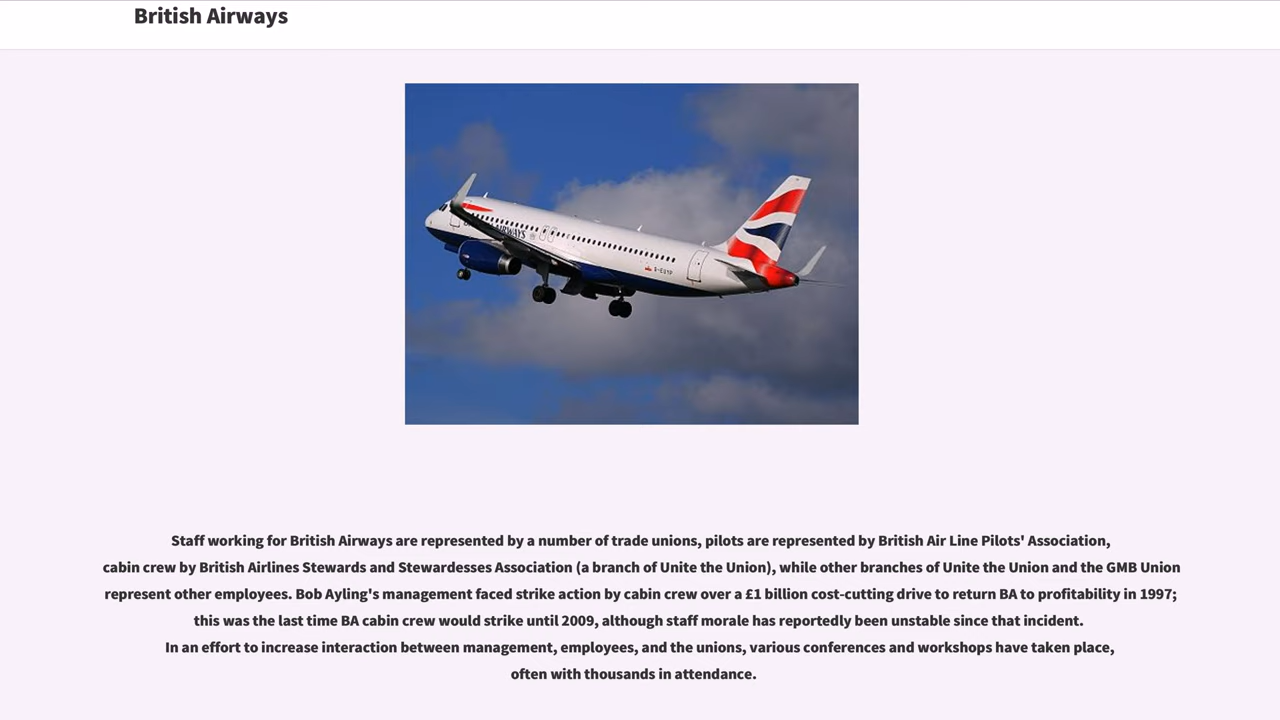 British Airways
AIRWAYS
G-EUYP
Staff working for British Airways are represented by a number of trade unions, pilots are represented by British Air Line Pilots' Association,
cabin crew by British Airlines Stewards and Stewardesses Association (a branch of Unite the Union), while other branches of Unite the Union and the GMB Union
represent other employees. Bob Ayling's management faced strike action by cabin crew over a £1 billion cost-cutting drive to return BA to profitability in 1997;
this was the last time BA cabin crew would strike until 2009, although staff morale has reportedly been unstable since that incident.
In an effort to increase interaction between management, employees, and the unions, various conferences and workshops have taken place,
often with thousands in attendance.